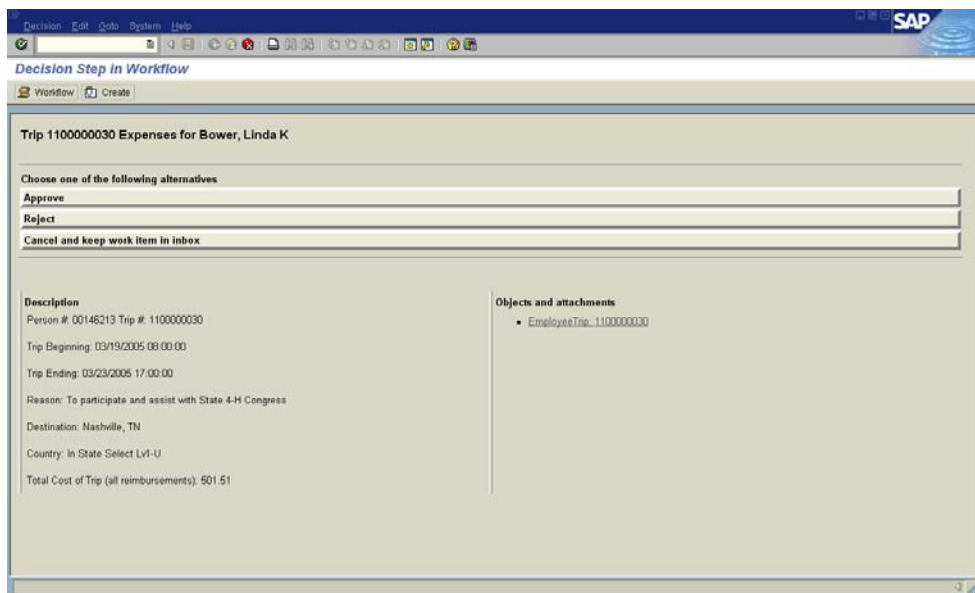 Decision Edit Goto System Help
SAP
Decision Step in Workflow
Workflow Create
Trip 1100000030 Expenses for Bower, Linda K
Choose one of the following alternatives
Approve
Reject
Cancel and keep work item in inbox
Description
Person #: 00146213 Trip #: 1100000030
Trip Beginning: 03/19/2005 08:00:00
Trip Ending: 03/23/2005 17:00:00
Reason: To participate and assist with State 4-H Congress
Destination: Nashville, TN
Country: In State Select Lv1-U
Total Cost of Trip (all reimbursements): 501.51
Objects and attachments
• EmployeeTrip: 1100000030